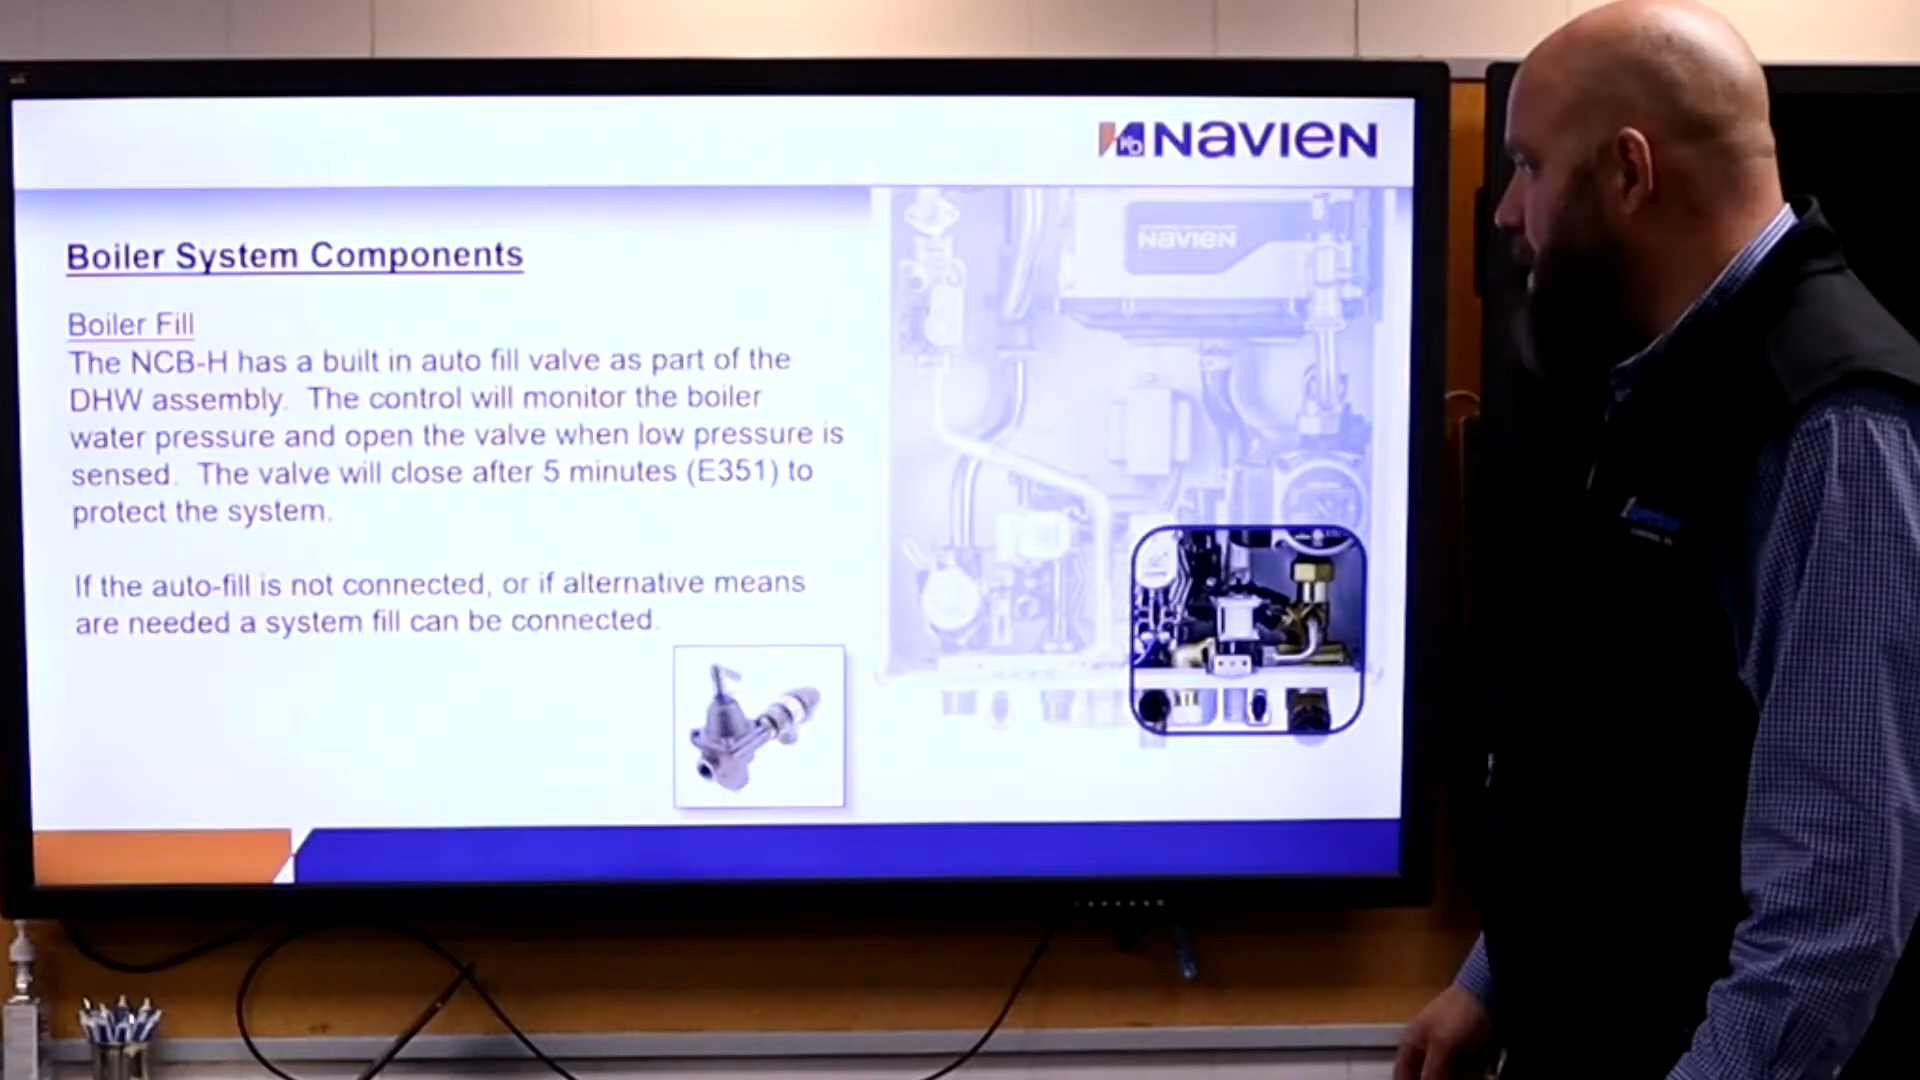 NAVIEN
NAVIEN
Boiler System Components
Boiler Fill
The NCB-H has a built in auto fill valve as part of the
DHW assembly. The control will monitor the boiler
water pressure and open the valve when low pressure is
sensed. The valve will close after 5 minutes (E351) to
protect the system.
If the auto-fill is not connected, or if alternative means
are needed a system fill can be connected.